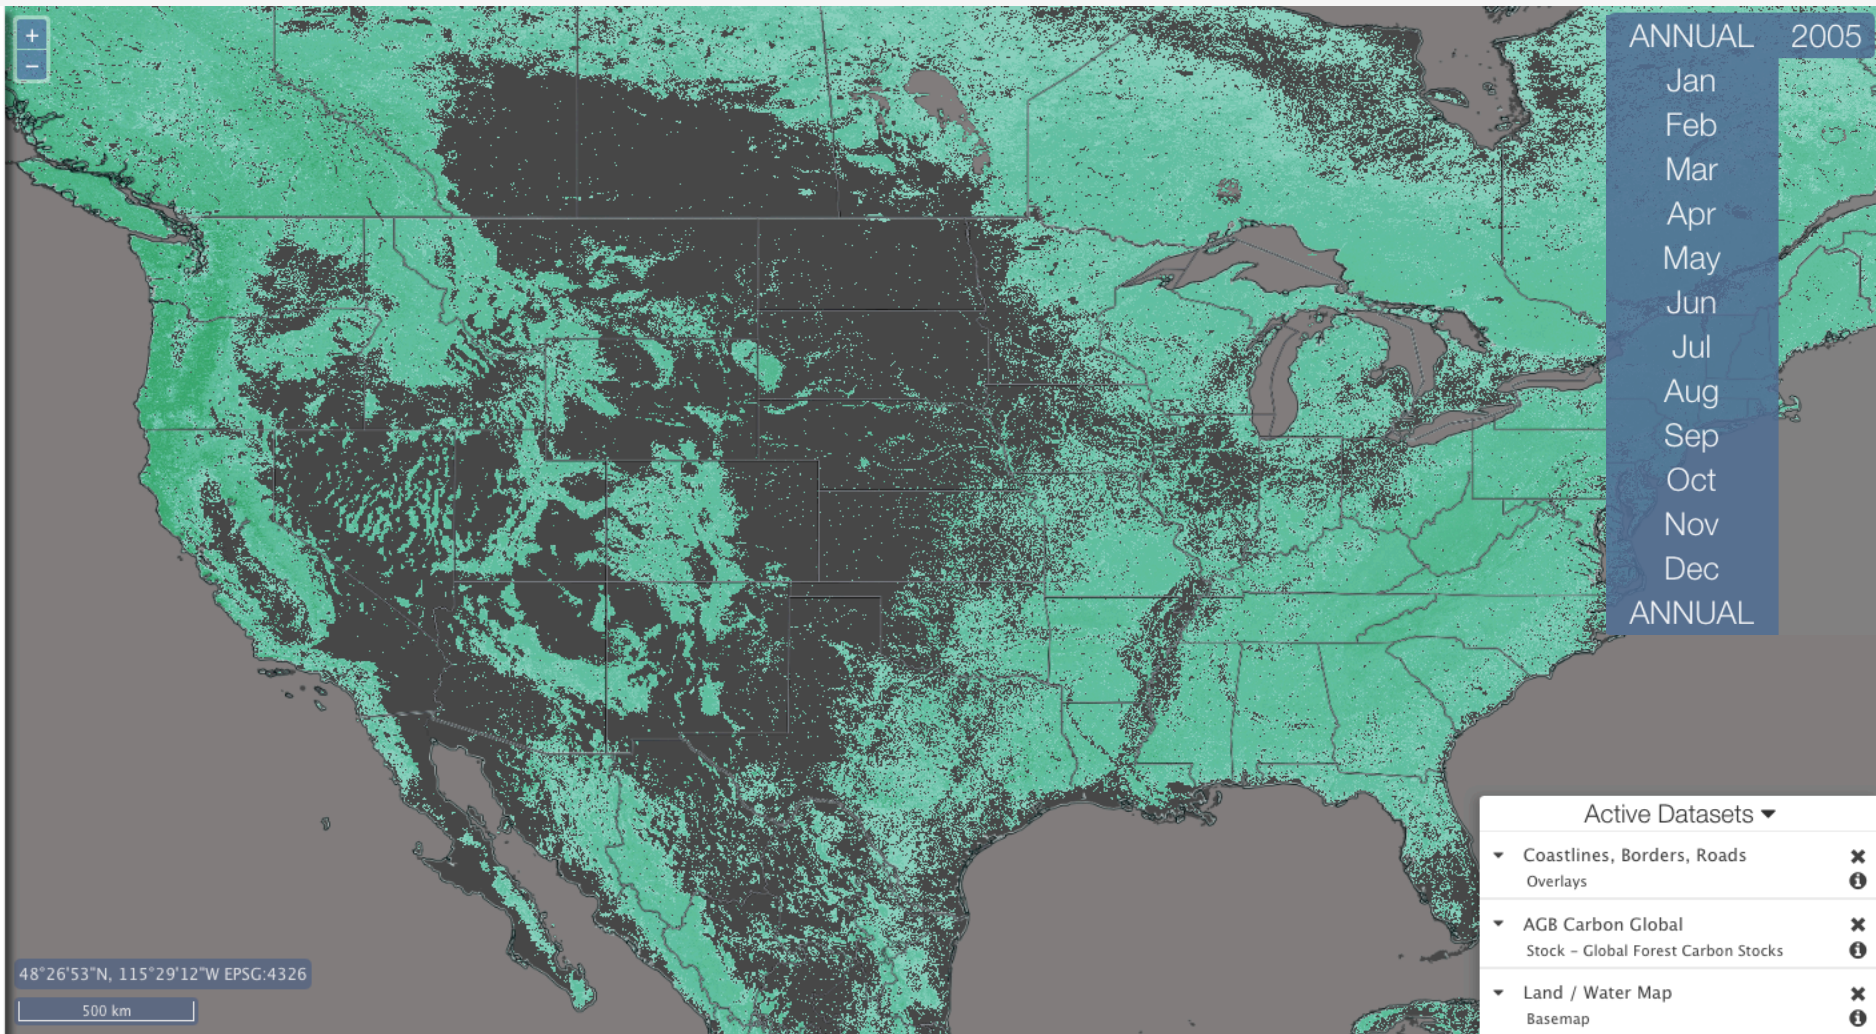 +
−
ANNUAL 2005
Jan
Feb
Mar
Apr
May
Jun
Jul
Aug
Sep
Oct
Nov
Dec
ANNUAL
Active Datasets
Coastlines, Borders, Roads
Overlays
AGB Carbon Global
Stock – Global Forest Carbon Stocks
Land / Water Map
Basemap
48°26'53"N, 115°29'12"W EPSG:4326
500 km